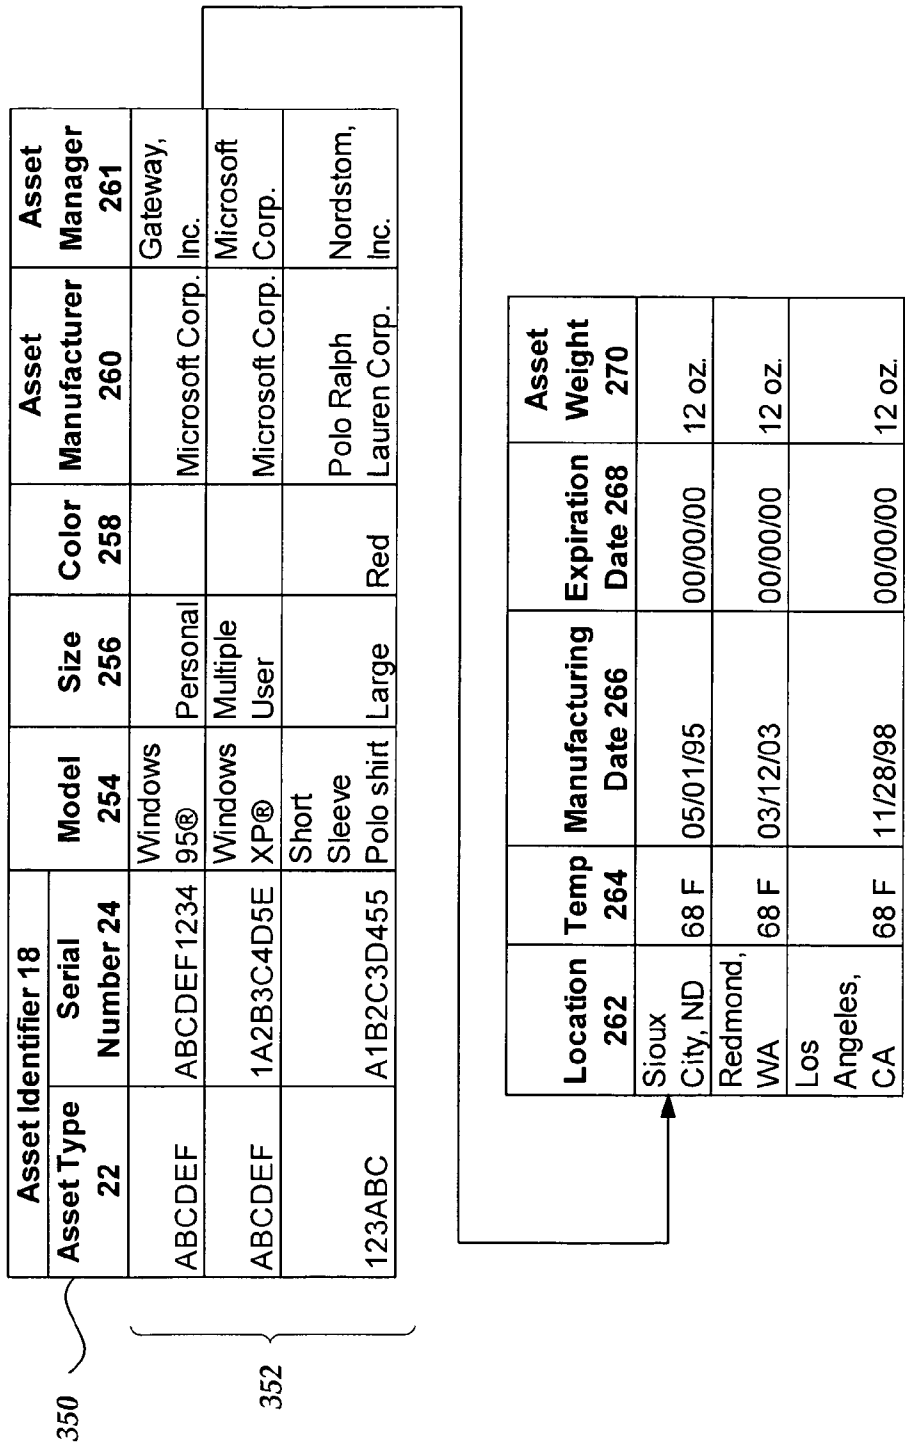 350
352
Asset Identifier 18
Asset Type
22
Serial
Number 24
Model
254
Size
256
Color
258
Asset
Manufacturer
260
Asset
Manager
261
ABCDEF
ABCDEF1234
Windows
95®
Personal
Microsoft Corp.
Gateway,
Inc.
ABCDEF
1A2B3C4D5E
Windows
XP®
Multiple
User
Microsoft Corp.
Microsoft
Corp.
123ABC
A1B2C3D455
Short
Sleeve
Polo shirt
Large
Red
Polo Ralph
Lauren Corp.
Nordstom,
Inc.
Location
262
Temp
264
Manufacturing
Date 266
Expiration
Date 268
Asset
Weight
270
Sioux
City, ND
68 F
05/01/95
00/00/00
12 oz.
Redmond,
WA
68 F
03/12/03
00/00/00
12 oz.
Los
Angeles,
CA
68 F
11/28/98
00/00/00
12 oz.